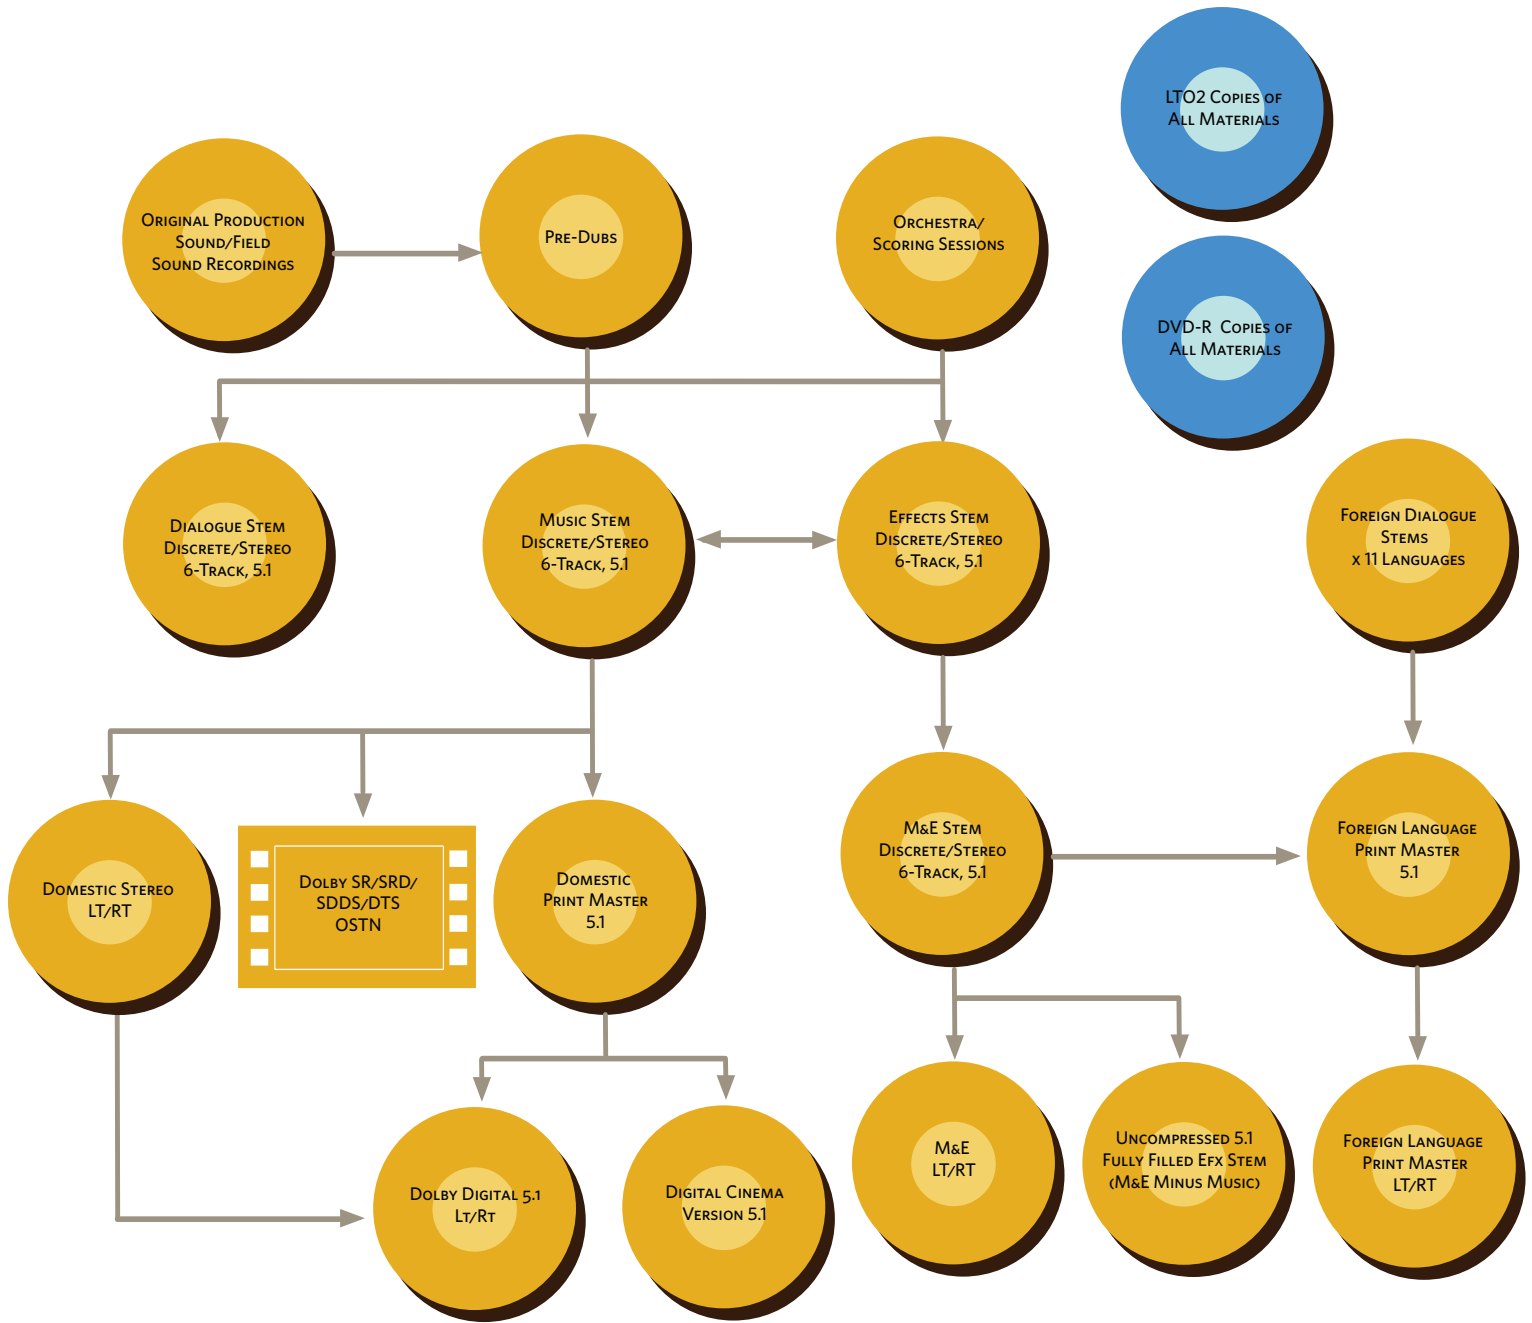 LTO2 Copies of
All Materials
Original Production
Sound/Field
Sound Recordings
Pre-Dubs
Orchestra/
Scoring Sessions
DVD-R Copies of
All Materials
Dialogue Stem
Discrete/Stereo
6-Track, 5.1
Music Stem
Discrete/Stereo
6-Track, 5.1
Effects Stem
Discrete/Stereo
6-Track, 5.1
Foreign Dialogue
Stems
x 11 Languages
Domestic Stereo
LT/RT
Dolby SR/SRD/
SDDS/DTS
OSTN
Domestic
Print Master
5.1
M&E Stem
Discrete/Stereo
6-Track, 5.1
Foreign Language
Print Master
5.1
Dolby Digital 5.1
Lt/Rt
Digital Cinema
Version 5.1
M&E
LT/RT
Uncompressed 5.1
Fully Filled Efx Stem
(M&E Minus Music)
Foreign Language
Print Master
LT/RT